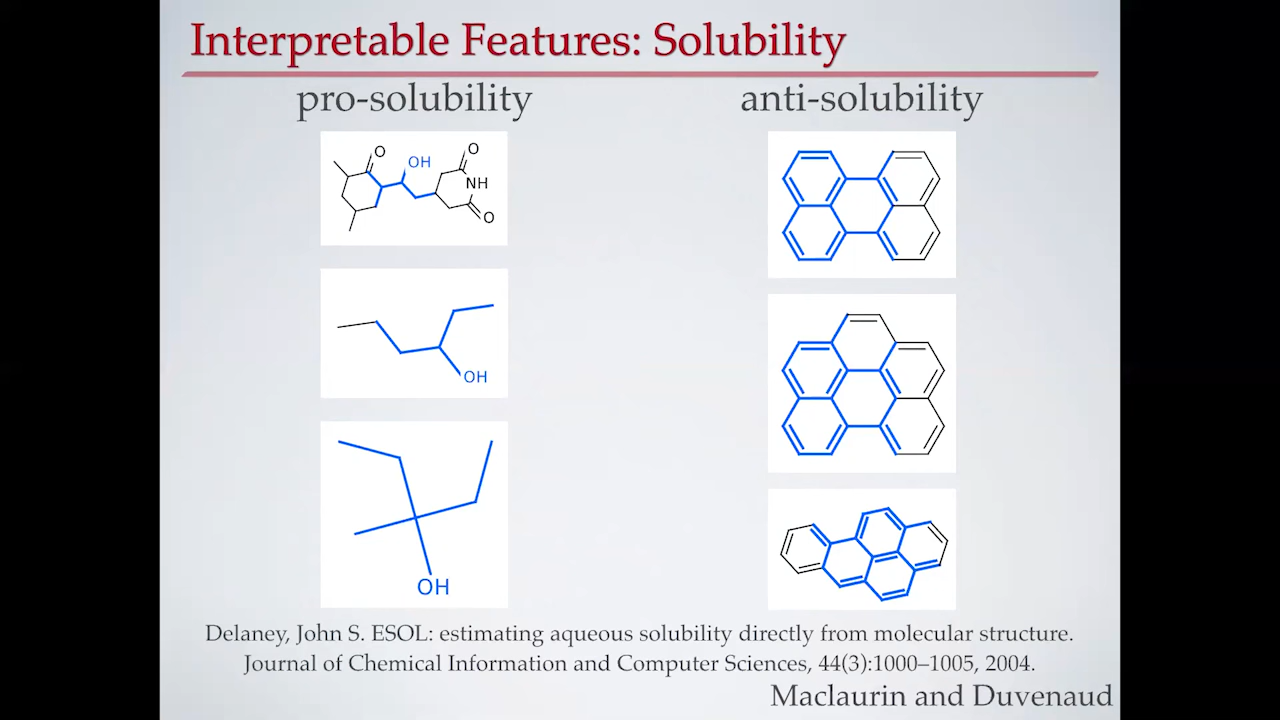 Interpretable Features: Solubility
pro-solubility
anti-solubility
O
OH
O
NH
O
OH
OH
Delaney, John S. ESOL: estimating aqueous solubility directly from molecular structure.
Journal of Chemical Information and Computer Sciences, 44(3):1000–1005, 2004.
Maclaurin and Duvenaud